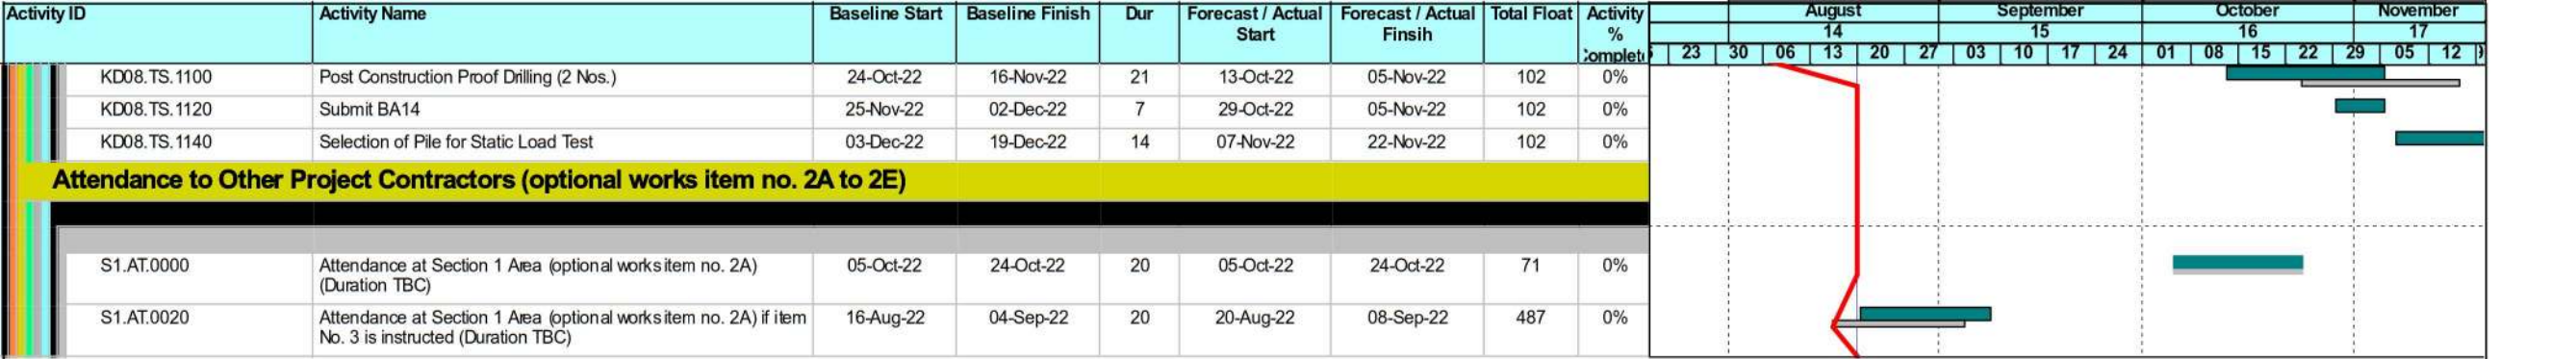 Activity ID Activity Name Baseline Start Baseline Finish Dur Forecast / Actual Forecast / Actual Total Float Activity August September October November
Start Finsih % 14 15 16 17
23 30 06 13 20 27 03 10 17 24 01 08 15 22 29 05 12
KD08.TS.1100 Post Construction Proof Drilling (2 Nos.) 24-Oct-22 16-Nov-22 21 13-Oct-22 05-Nov-22 102 0%
KD08.TS.1120 Submit BA14 25-Nov-22 02-Dec-22 7 29-Oct-22 05-Nov-22 102 0%
KD08.TS.1140 Selection of Pile for Static Load Test 03-Dec-22 19-Dec-22 14 07-Nov-22 22-Nov-22 102 0%
Attendance to Other Project Contractors (optional works item no. 2A to 2E)
S1.AT.0000 Attendance at Section 1 Area (optional works item no. 2A) 05-Oct-22 24-Oct-22 20 05-Oct-22 24-Oct-22 71 0%
(Duration TBC)
S1.AT.0020 Attendance at Section 1 Area (optional works item no. 2A) if item 16-Aug-22 04-Sep-22 20 20-Aug-22 08-Sep-22 487 0%
No. 3 is instructed (Duration TBC)